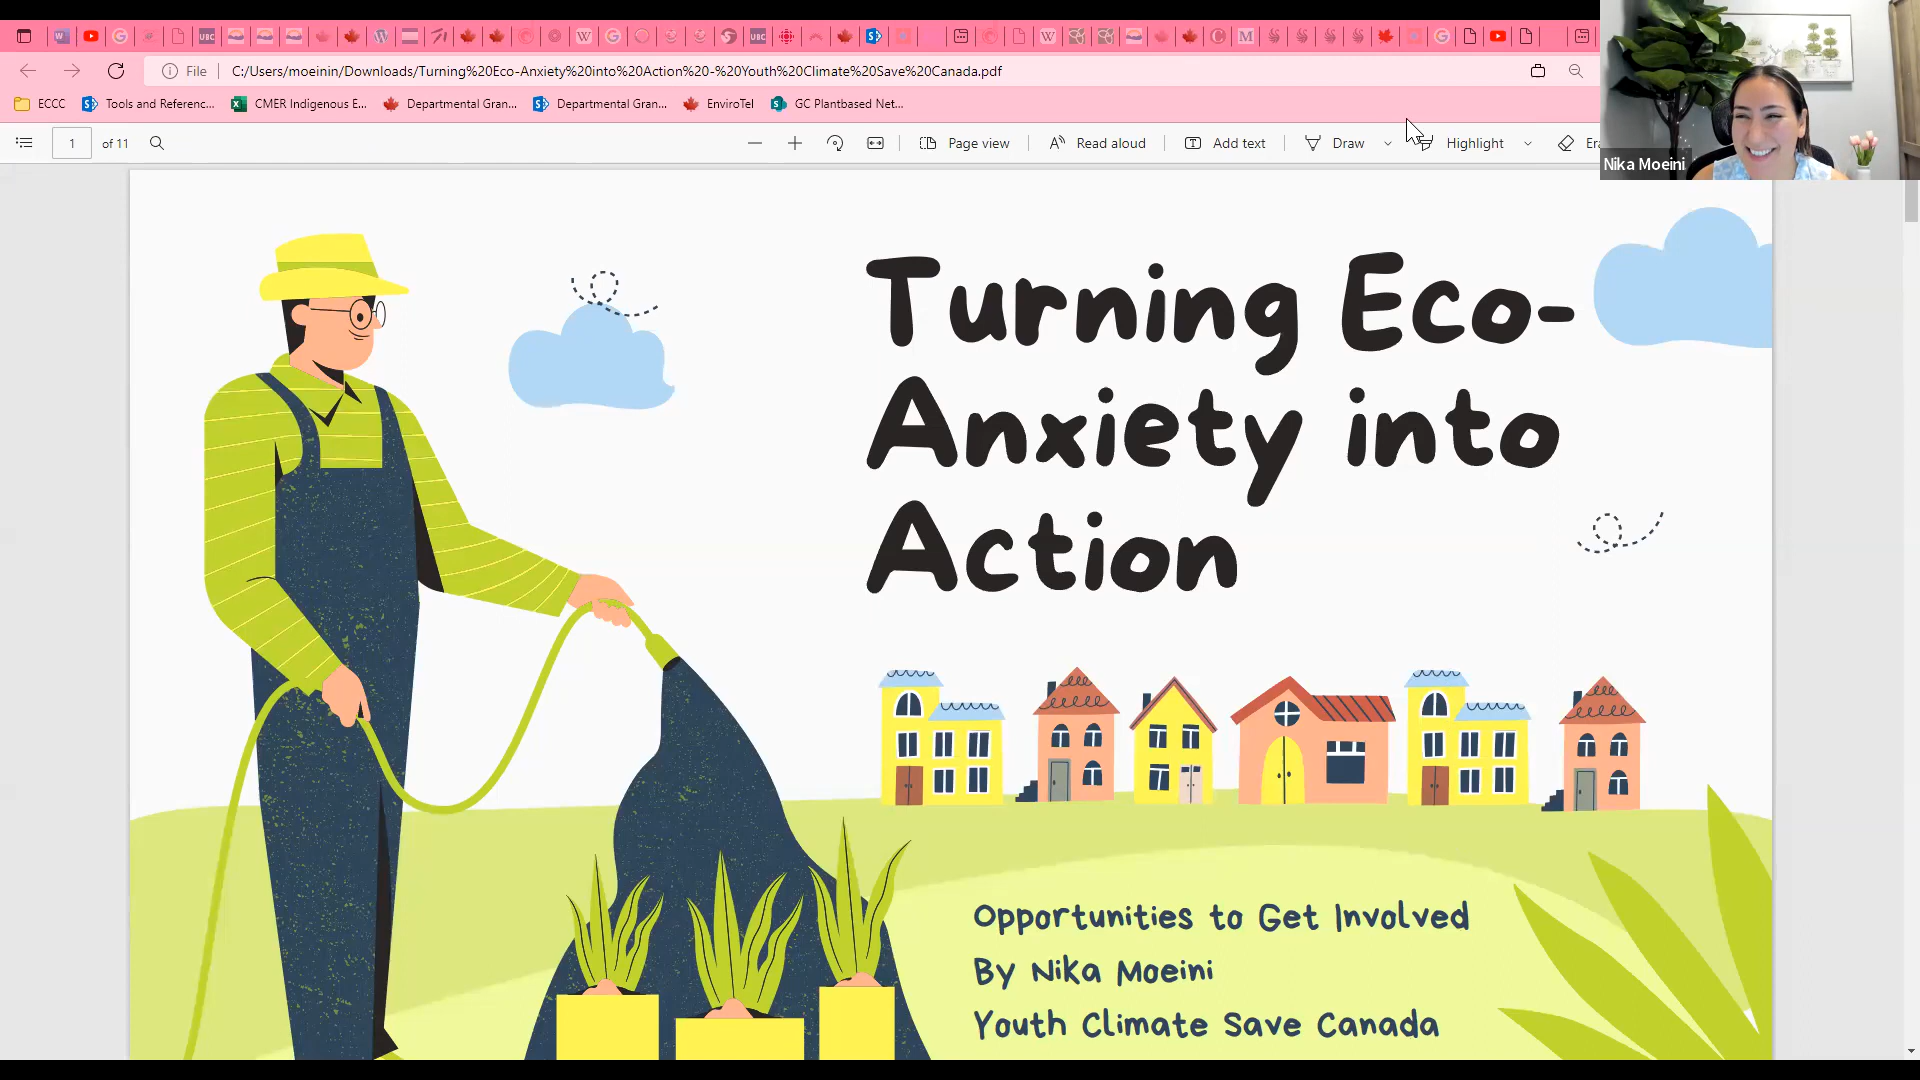 File
C:/Users/moeinin/Downloads/Turning%20Eco-Anxiety%20into%20Action%20-%20Youth%20Climate%20Save%20Canada.pdf
ECCC
Tools and Referenc...
CMER Indigenous E...
Departmental Gran...
Departmental Gran...
EnviroTel
GC Plantbased Net...
1 of 11
Page view
Read aloud
Add text
Draw
Highlight
Era
Nika Moeini
Turning Eco-
Anxiety into
Action
Opportunities to Get Involved
By Nika Moeini
Youth Climate Save Canada